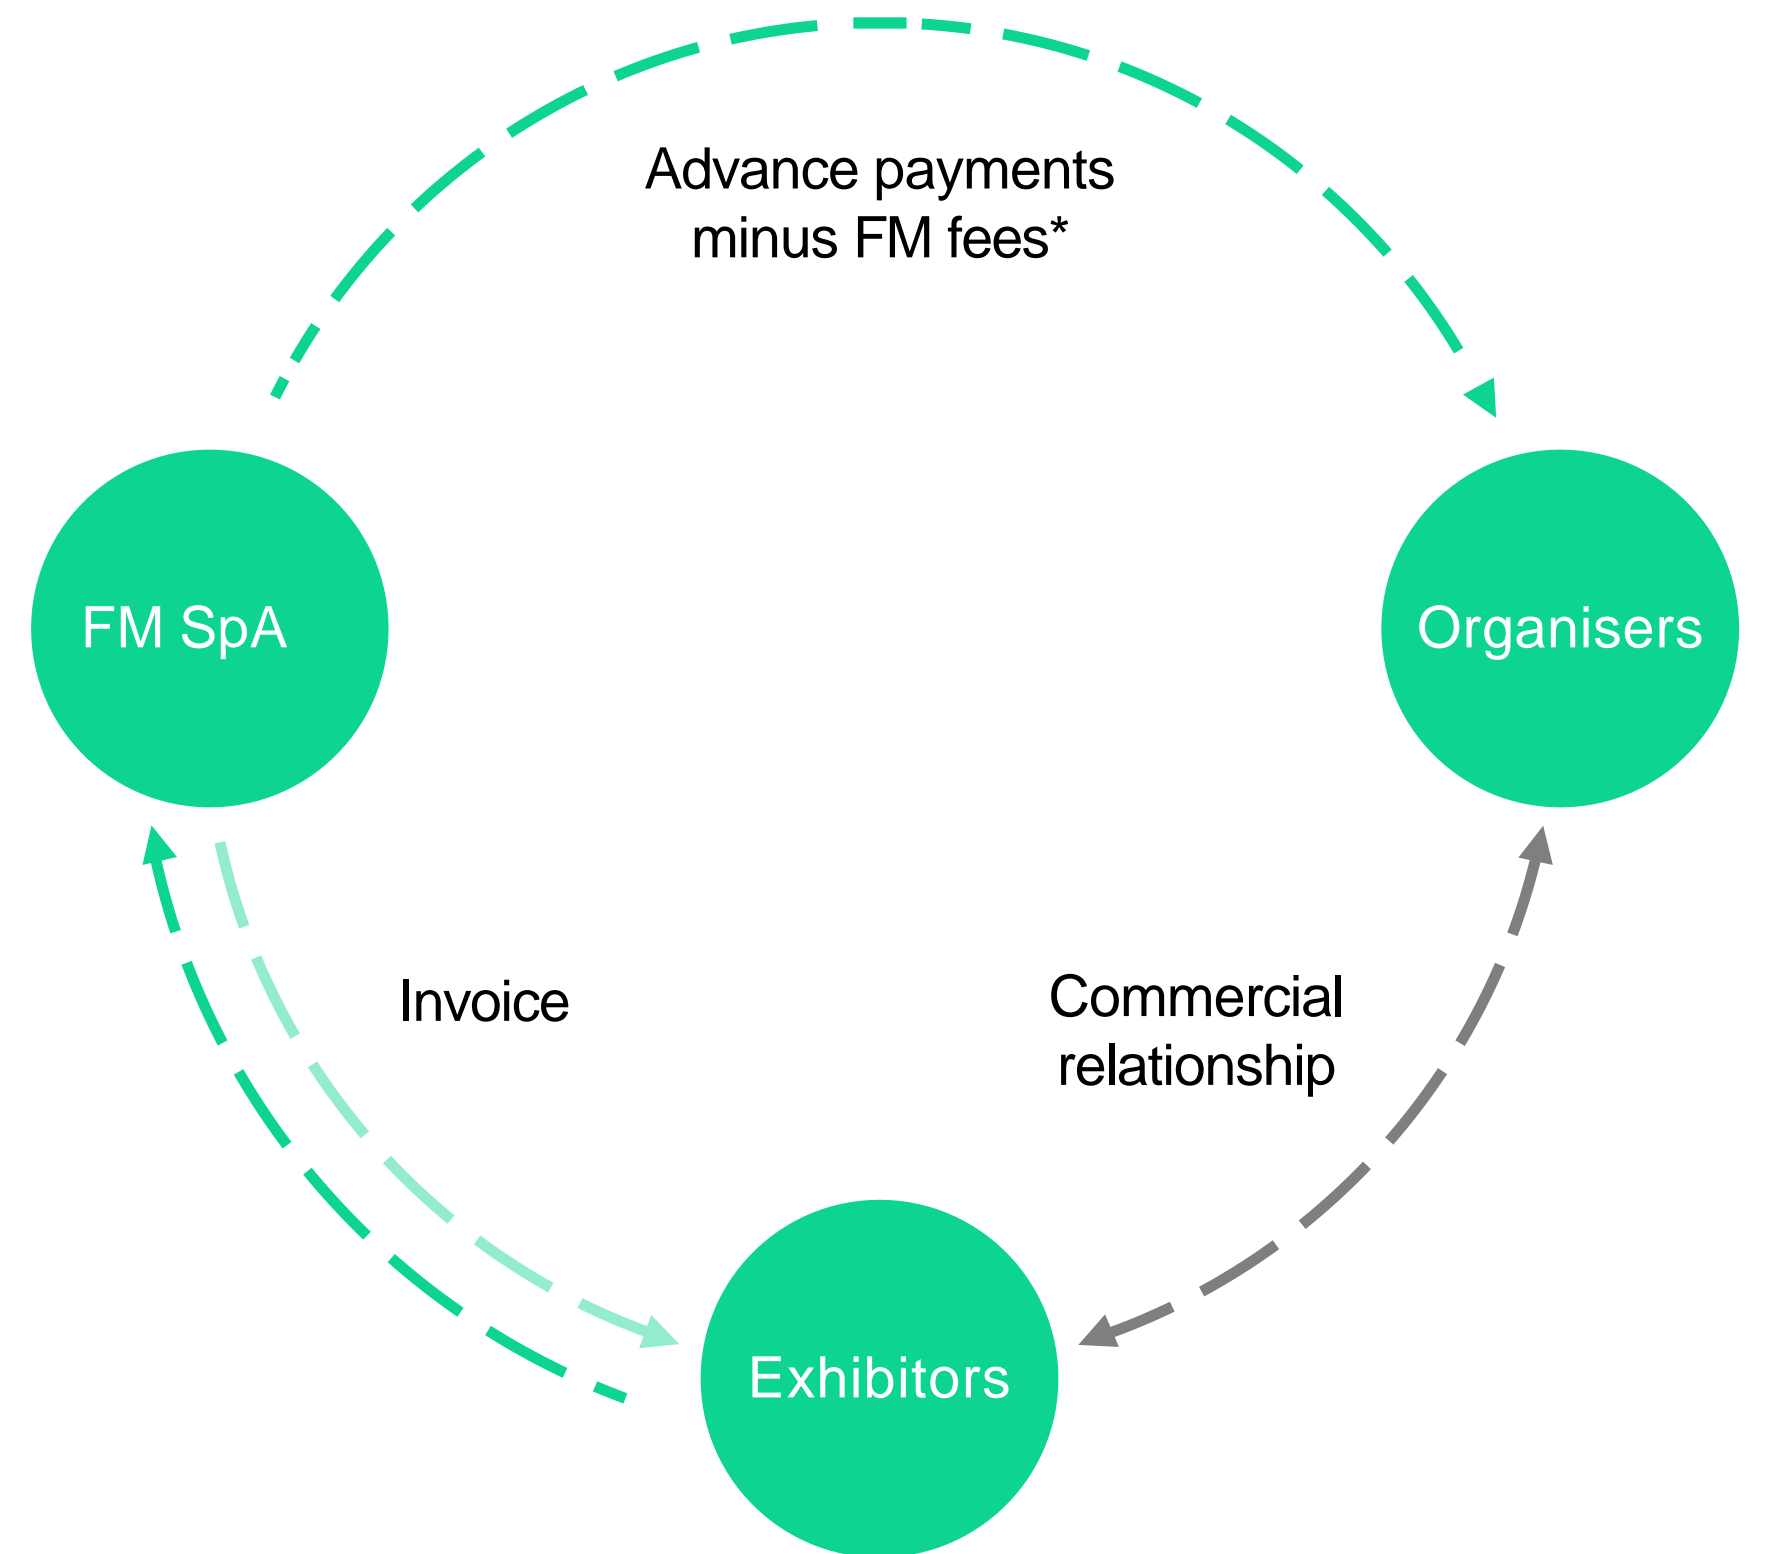 Advance payments
minus FM fees*
FM SpA
Organisers
Invoice
Commercial
relationship
Exhibitors